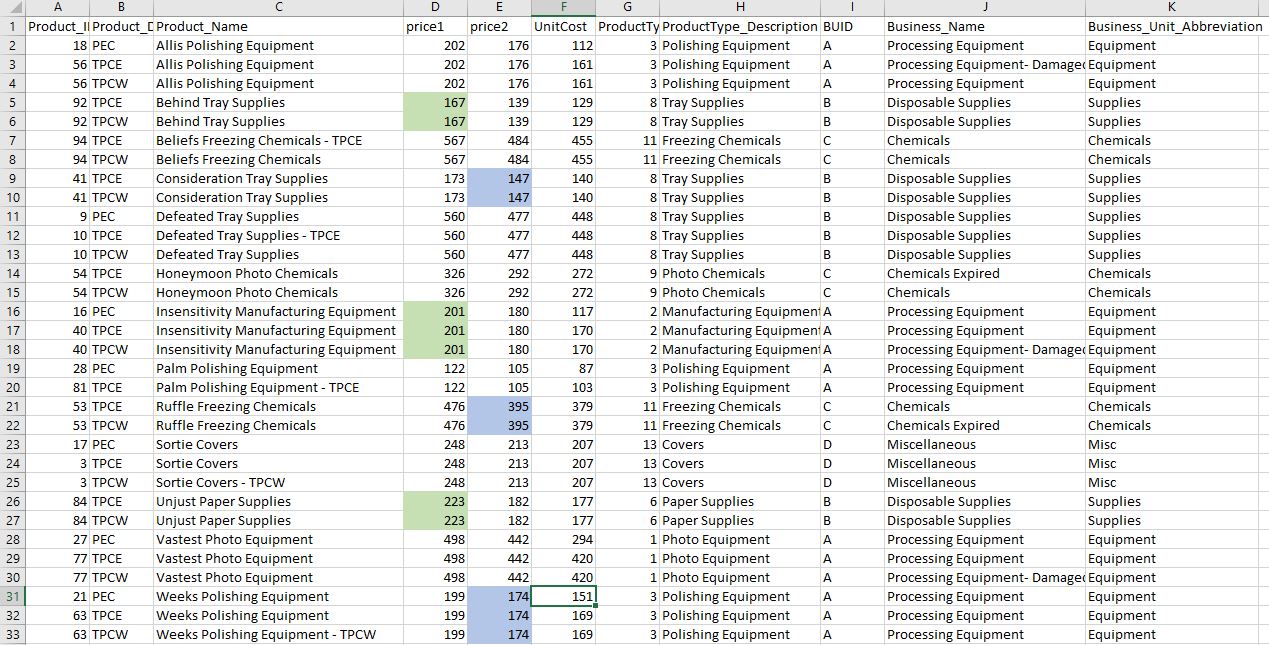 A B C D E F G H I J K
1 Product_I Product_D Product_Name price1 price2 UnitCost ProductTy ProductType_Description BUID Business_Name Business_Unit_Abbreviation
2 18 PEC Allis Polishing Equipment 202 176 112 3 Polishing Equipment A Processing Equipment Equipment
3 56 TPCE Allis Polishing Equipment 202 176 161 3 Polishing Equipment A Processing Equipment- Damaged Equipment
4 56 TPCW Allis Polishing Equipment 202 176 161 3 Polishing Equipment A Processing Equipment Equipment
5 92 TPCE Behind Tray Supplies 167 139 129 8 Tray Supplies B Disposable Supplies Supplies
6 92 TPCW Behind Tray Supplies 167 139 129 8 Tray Supplies B Disposable Supplies Supplies
7 94 TPCE Beliefs Freezing Chemicals - TPCE 567 484 455 11 Freezing Chemicals C Chemicals Chemicals
8 94 TPCW Beliefs Freezing Chemicals 567 484 455 11 Freezing Chemicals C Chemicals Chemicals
9 41 TPCE Consideration Tray Supplies 173 147 140 8 Tray Supplies B Disposable Supplies Supplies
10 41 TPCW Consideration Tray Supplies 173 147 140 8 Tray Supplies B Disposable Supplies Supplies
11 9 PEC Defeated Tray Supplies 560 477 448 8 Tray Supplies B Disposable Supplies Supplies
12 10 TPCE Defeated Tray Supplies - TPCE 560 477 448 8 Tray Supplies B Disposable Supplies Supplies
13 10 TPCW Defeated Tray Supplies 560 477 448 8 Tray Supplies B Disposable Supplies Supplies
14 54 TPCE Honeymoon Photo Chemicals 326 292 272 9 Photo Chemicals C Chemicals Expired Chemicals
15 54 TPCW Honeymoon Photo Chemicals 326 292 272 9 Photo Chemicals C Chemicals Chemicals
16 16 PEC Insensitivity Manufacturing Equipment 201 180 117 2 Manufacturing Equipment A Processing Equipment Equipment
17 40 TPCE Insensitivity Manufacturing Equipment 201 180 170 2 Manufacturing Equipment A Processing Equipment Equipment
18 40 TPCW Insensitivity Manufacturing Equipment 201 180 170 2 Manufacturing Equipment A Processing Equipment- Damaged Equipment
19 28 PEC Palm Polishing Equipment 122 105 87 3 Polishing Equipment A Processing Equipment Equipment
20 81 TPCE Palm Polishing Equipment - TPCE 122 105 103 3 Polishing Equipment A Processing Equipment Equipment
21 53 TPCE Ruffle Freezing Chemicals 476 395 379 11 Freezing Chemicals C Chemicals Chemicals
22 53 TPCW Ruffle Freezing Chemicals 476 395 379 11 Freezing Chemicals C Chemicals Expired Chemicals
23 17 PEC Sortie Covers 248 213 207 13 Covers D Miscellaneous Misc
24 3 TPCE Sortie Covers 248 213 207 13 Covers D Miscellaneous Misc
25 3 TPCW Sortie Covers - TPCW 248 213 207 13 Covers D Miscellaneous Misc
26 84 TPCE Unjust Paper Supplies 223 182 177 6 Paper Supplies B Disposable Supplies Supplies
27 84 TPCW Unjust Paper Supplies 223 182 177 6 Paper Supplies B Disposable Supplies Supplies
28 27 PEC Vastest Photo Equipment 498 442 294 1 Photo Equipment A Processing Equipment Equipment
29 77 TPCE Vastest Photo Equipment 498 442 420 1 Photo Equipment A Processing Equipment Equipment
30 77 TPCW Vastest Photo Equipment 498 442 420 1 Photo Equipment A Processing Equipment- Damaged Equipment
31 21 PEC Weeks Polishing Equipment 199 174 151 3 Polishing Equipment A Processing Equipment Equipment
32 63 TPCE Weeks Polishing Equipment 199 174 169 3 Polishing Equipment A Processing Equipment Equipment
33 63 TPCW Weeks Polishing Equipment - TPCW 199 174 169 3 Polishing Equipment A Processing Equipment Equipment